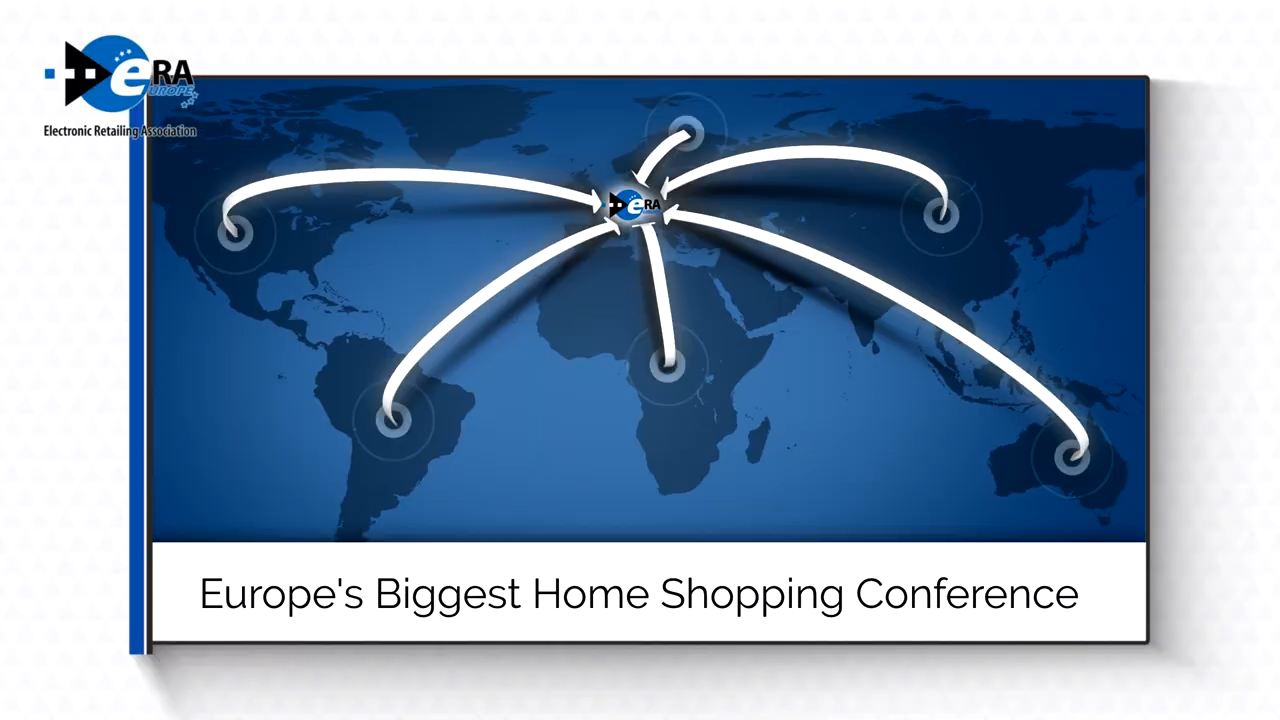 eRA
EUROPE
Electronic Retailing Association
eRA
Europe's Biggest Home Shopping Conference